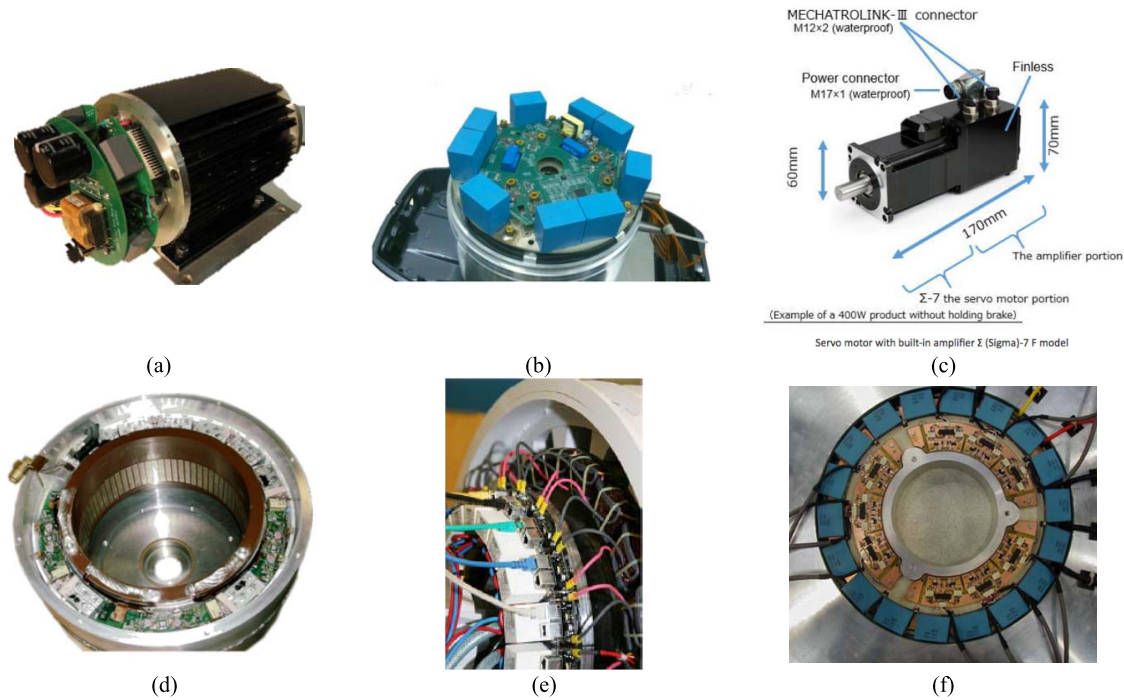 MECHATROLINK-Ⅲ connector
M12×2 (waterproof)
Power connector
M17×1 (waterproof)
Finless
60mm
70mm
170mm
The amplifier portion
Σ-7 the servo motor portion
(Example of a 400W product without holding brake)
Servo motor with built-in amplifier Σ (Sigma)-7 F model
(a)
(b)
(c)
(d)
(e)
(f)